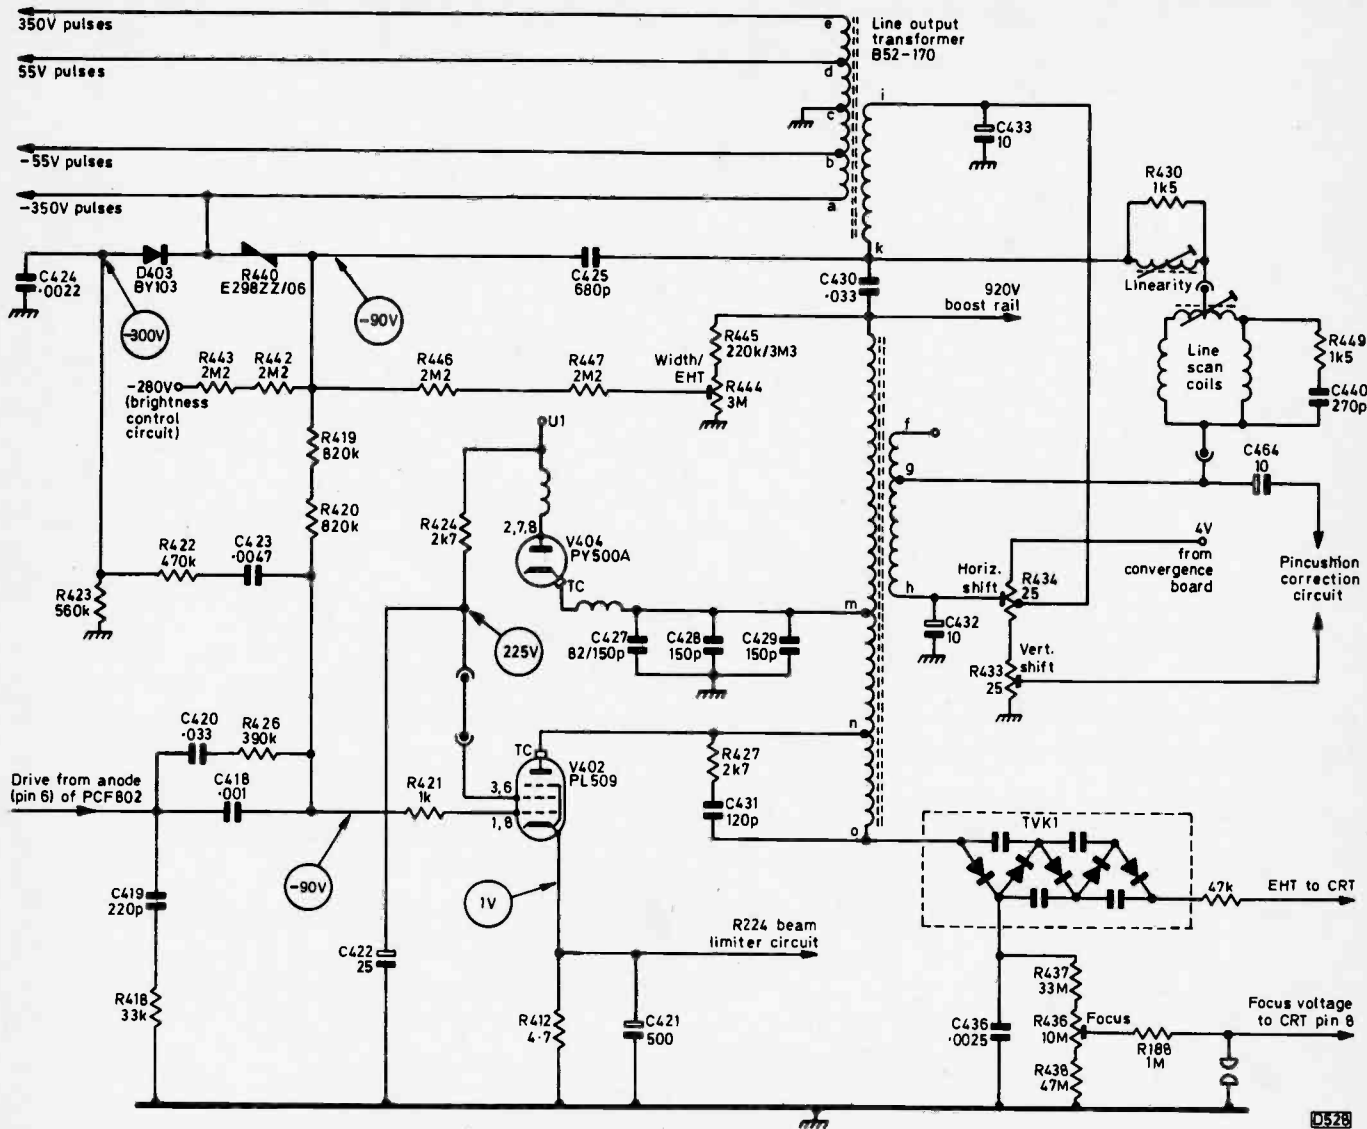 350V pulses
e
Line output
transformer
B52-170
55V pulses
d
i
c
C433
10
-55V pulses
b
R430
1k5
-350V pulses
a
k
C424
·0022
D403
BY103
R440
E298ZZ/06
C425
680p
C430
·033
Linearity
920V
boost rail
-300V
-90V
R445
220k/3M3
R449
1k5
Line
scan
coils
R443
2M2
R442
2M2
R446
2M2
R447
2M2
Width/
EHT
R444
3M
C440
270p
-280V
(brightness
control
circuit)
U1
f
R419
820k
g
C464
10
R420
820k
R424
2k7
2,7,8
V404
PY500A
4V
from
convergence
board
R422
470k
C423
·0047
TC
Horiz.
shift
R434
25
Pincushion
correction
circuit
R423
560k
h
m
C427
82/150p
C428
150p
C429
150p
C432
10
225V
Vert.
shift
R433
25
C420
·033
R426
390k
n
TC
V402
PL509
R427
2k7
Drive from anode
(pin 6) of PCF802
C418
·001
R421
1k
3,6
1,8
C431
120p
TVK1
o
-90V
C419
220p
1V
47k
EHT to CRT
R224 beam
limiter circuit
C422
25
R437
33M
R418
33k
R412
4·7
C421
500
C436
·0025
R436
10M
Focus
R188
1M
Focus voltage
to CRT pin 8
R438
47M
D528